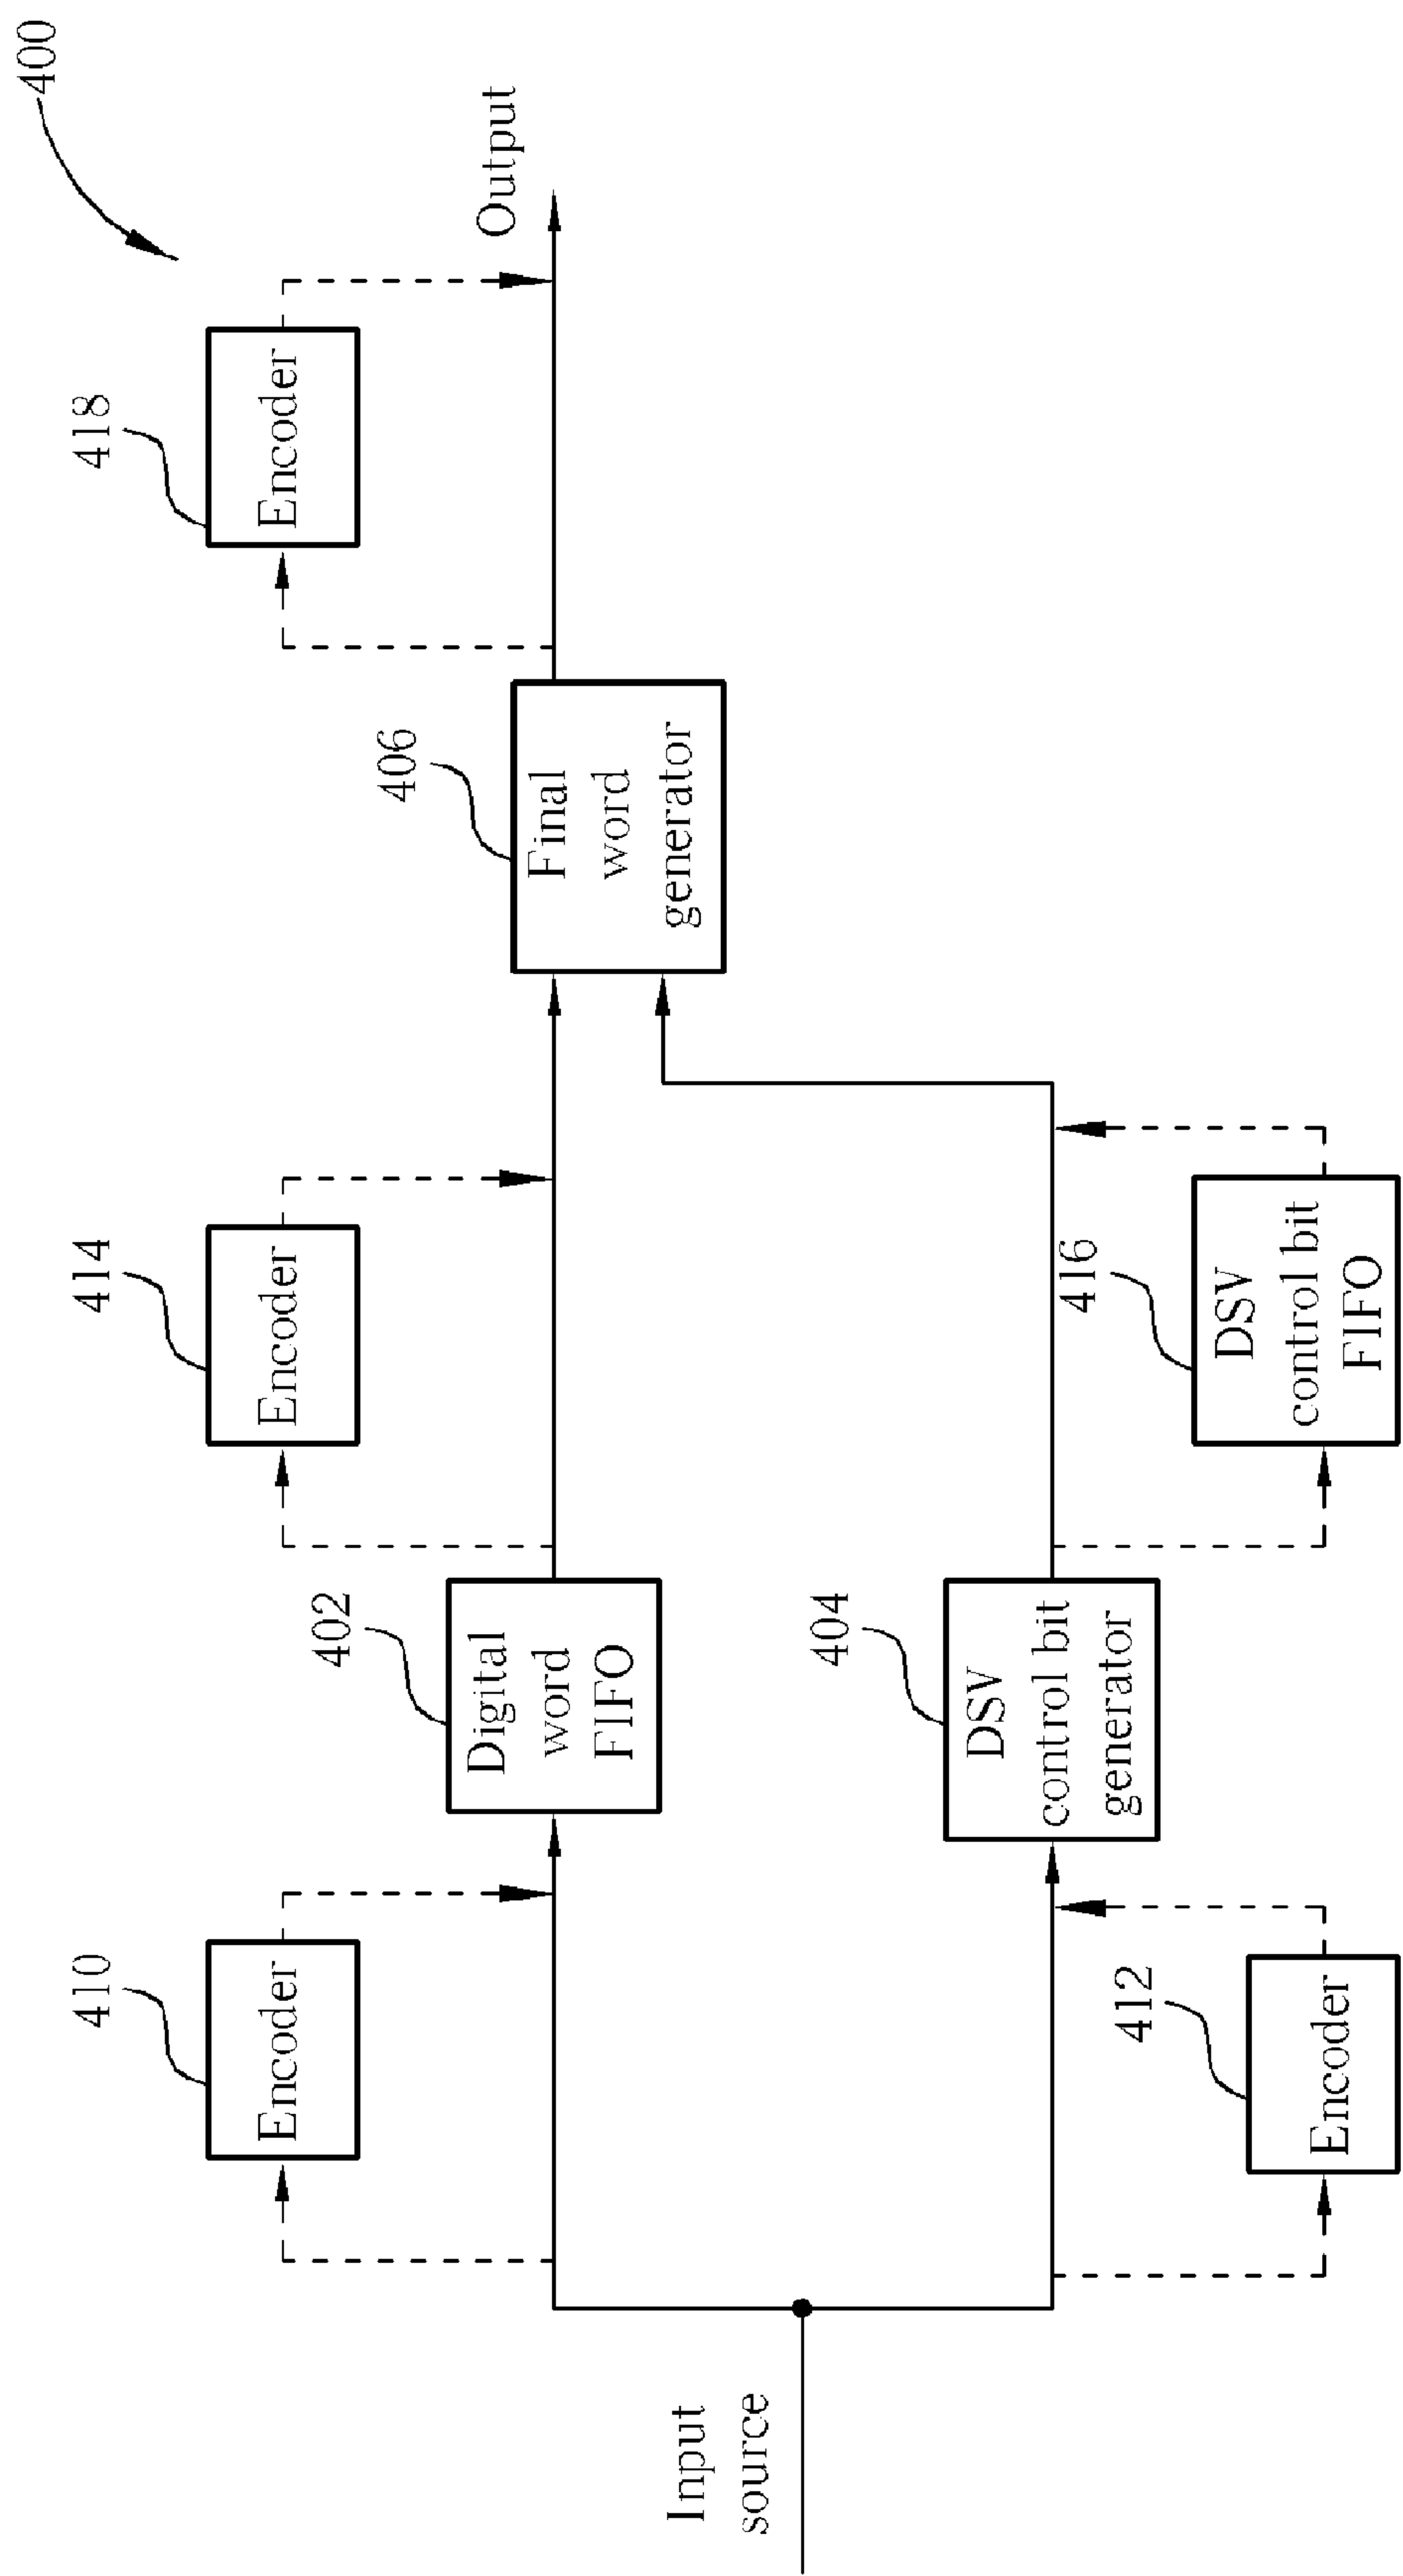 400
418
Encoder
Output
414
Encoder
406
Final
word
generator
410
Encoder
402
Digital
word
FIFO
Input
source
404
DSV
control bit
generator
416
DSV
control bit
FIFO
412
Encoder